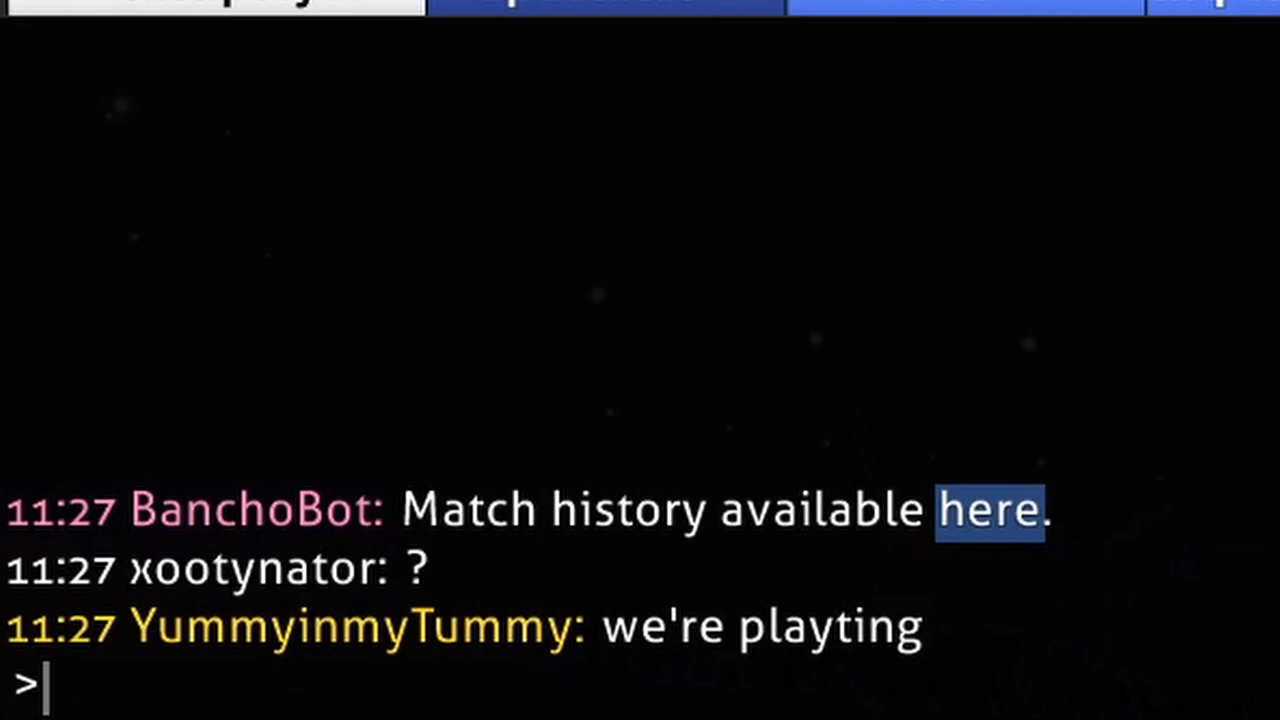 11:27 BanchoBot: Match history available here.
11:27 xootynator: ?
11:27 YummyinmyTummy: we're playting
>